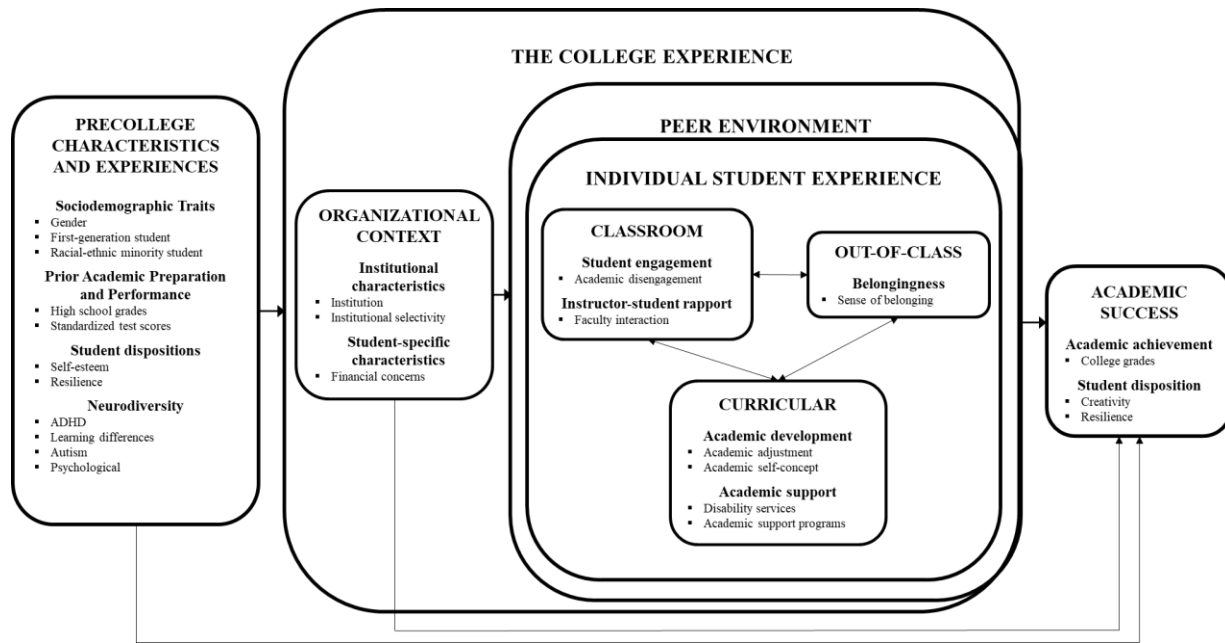 PRECOLLEGE
CHARACTERISTICS
AND EXPERIENCES
Sociodemographic Traits
▪ Gender
▪ First-generation student
▪ Racial-ethnic minority student
Prior Academic Preparation
and Performance
▪ High school grades
▪ Standardized test scores
Student dispositions
▪ Self-esteem
▪ Resilience
Neurodiversity
▪ ADHD
▪ Learning differences
▪ Autism
▪ Psychological
THE COLLEGE EXPERIENCE
ORGANIZATIONAL
CONTEXT
Institutional
characteristics
▪ Institution
▪ Institutional selectivity
Student-specific
characteristics
▪ Financial concerns
PEER ENVIRONMENT
INDIVIDUAL STUDENT EXPERIENCE
CLASSROOM
Student engagement
▪ Academic disengagement
Instructor-student rapport
▪ Faculty interaction
OUT-OF-CLASS
Belongingness
▪ Sense of belonging
CURRICULAR
Academic development
▪ Academic adjustment
▪ Academic self-concept
Academic support
▪ Disability services
▪ Academic support programs
ACADEMIC
SUCCESS
Academic achievement
▪ College grades
Student disposition
▪ Creativity
▪ Resilience